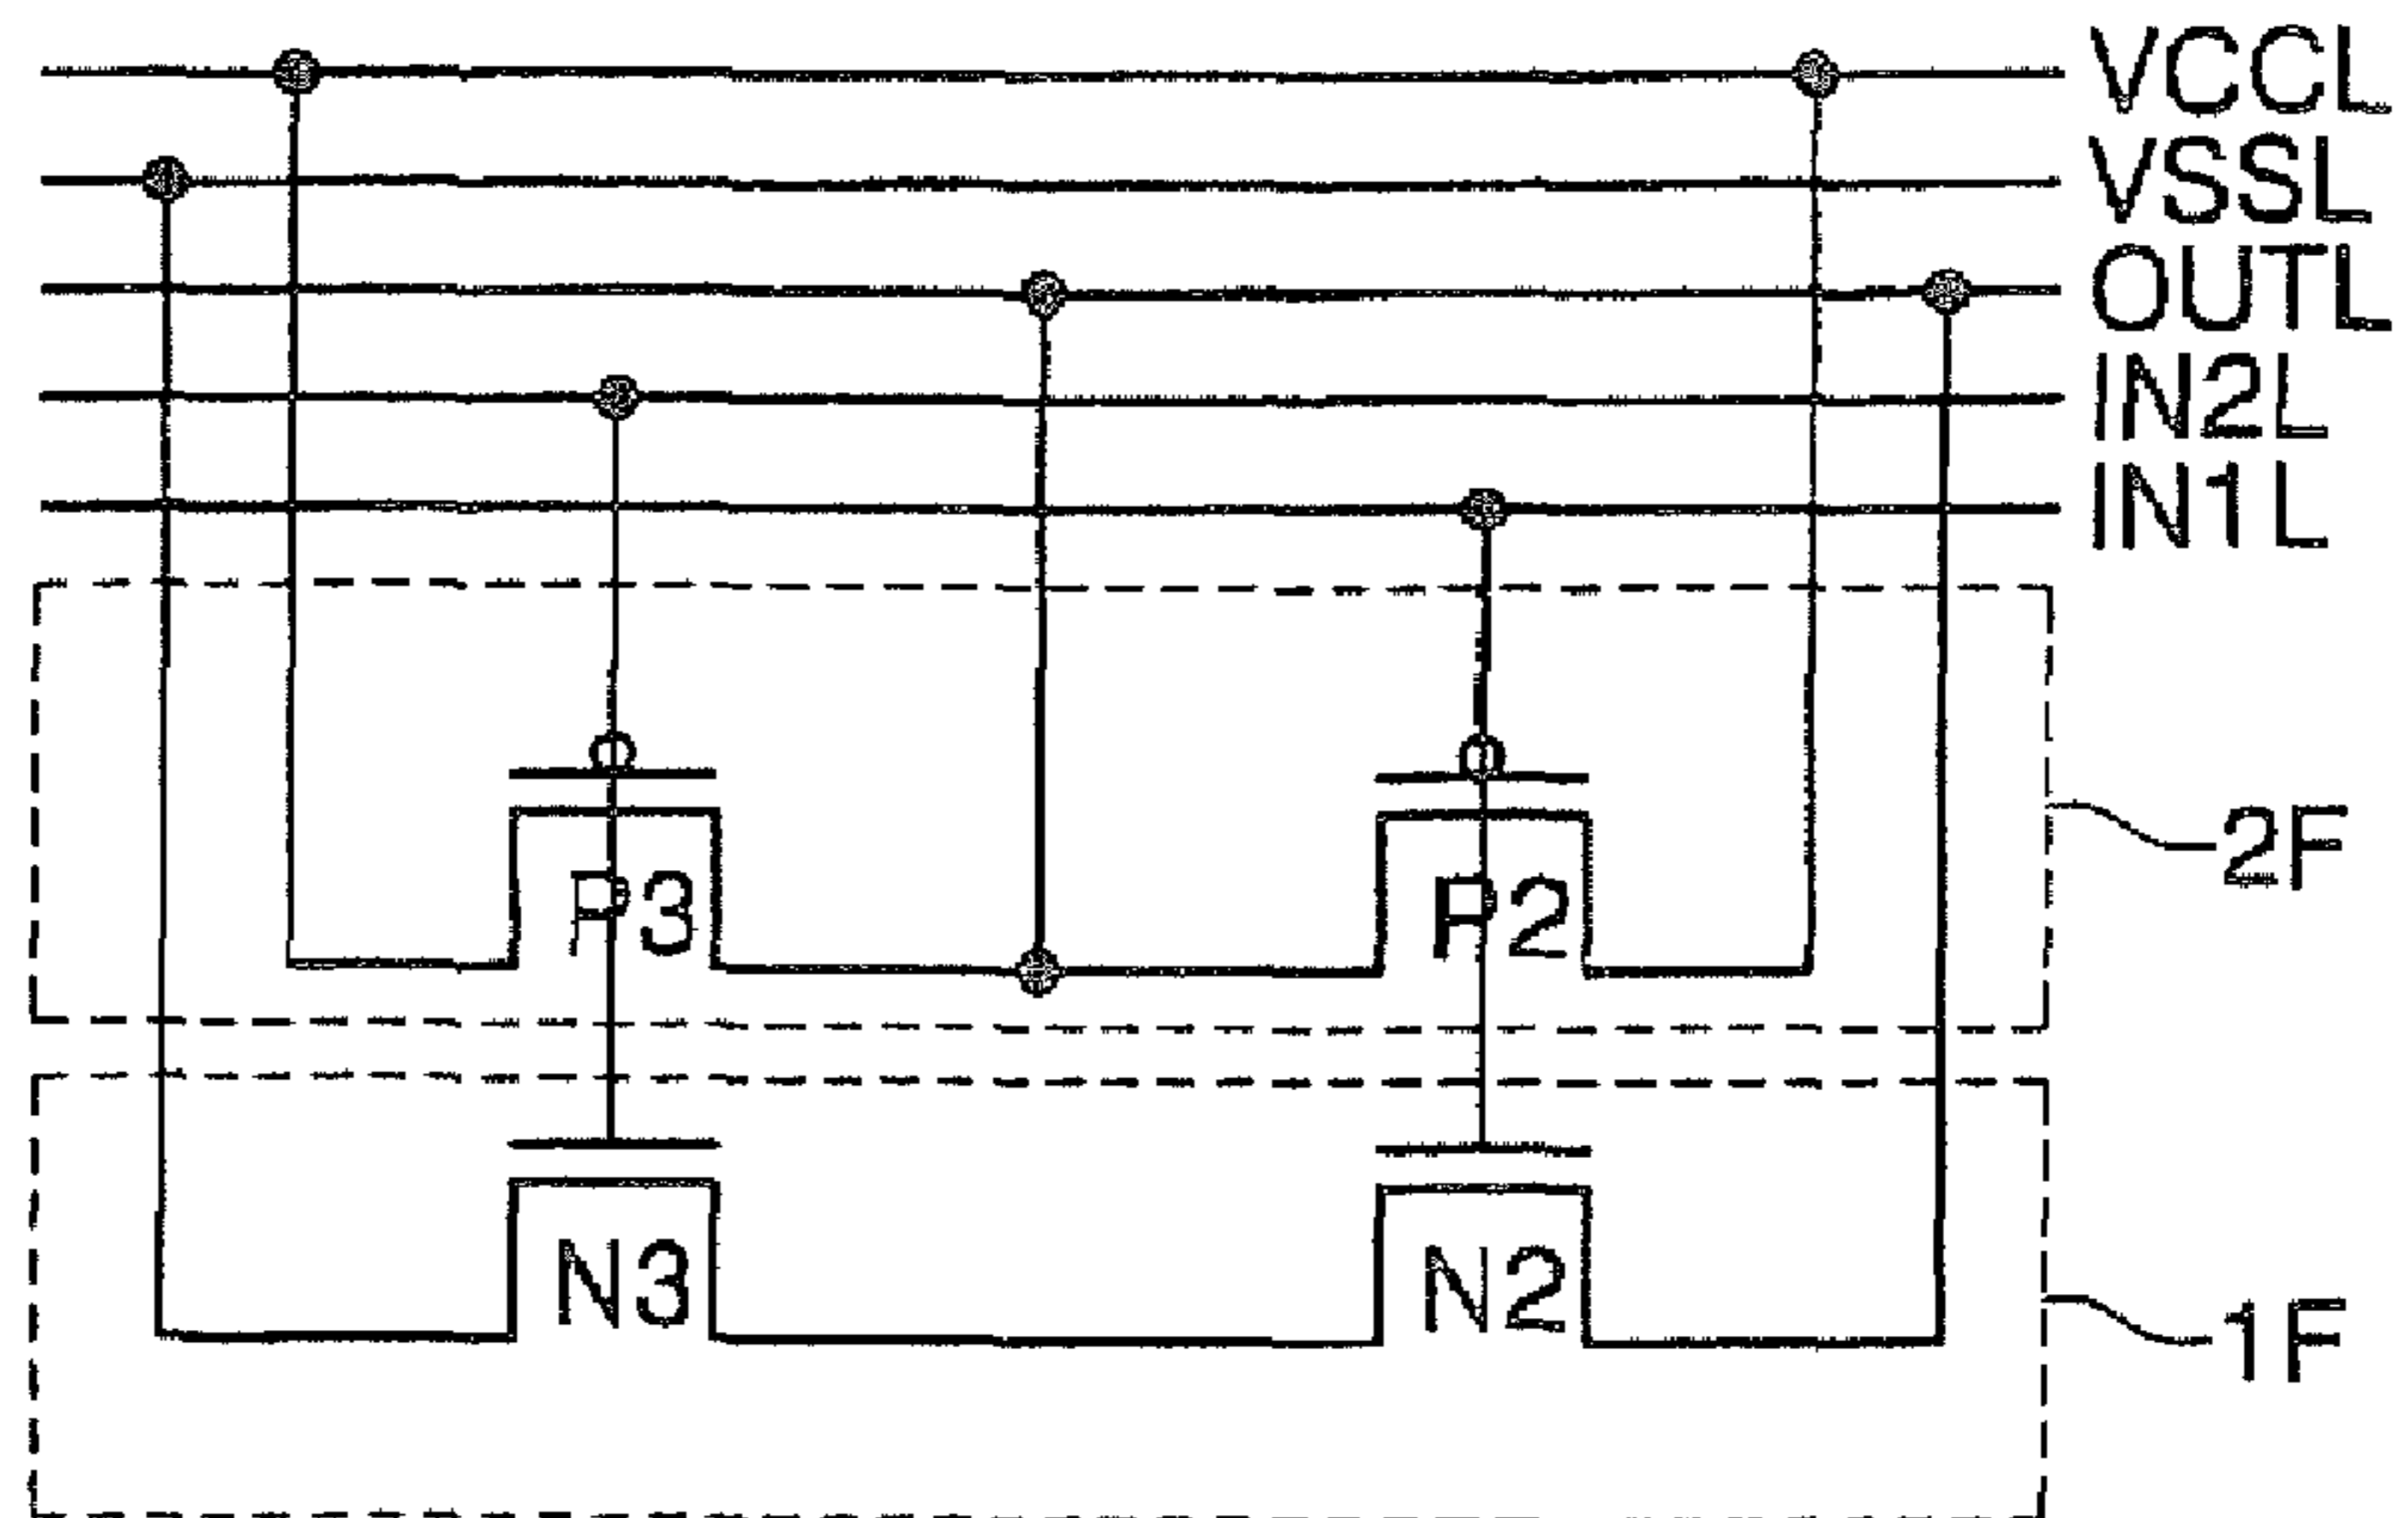 VCCL
VSSL
OUTL
IN2L
IN1L
P3
P2
2F
N3
N2
1F